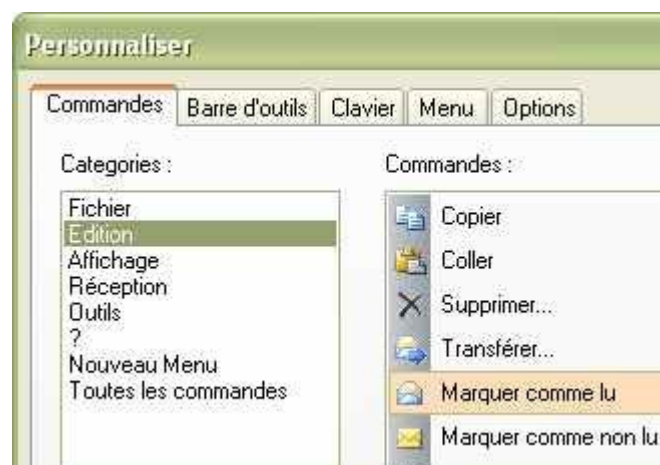 Personnaliser
Commandes
Barre d'outils
Clavier
Menu
Options
Categories :
Fichier
Edition
Affichage
Réception
Outils
?
Nouveau Menu
Toutes les commandes
Commandes :
Copier
Coller
Supprimer...
Transférer...
Marquer comme lu
Marquer comme non lu